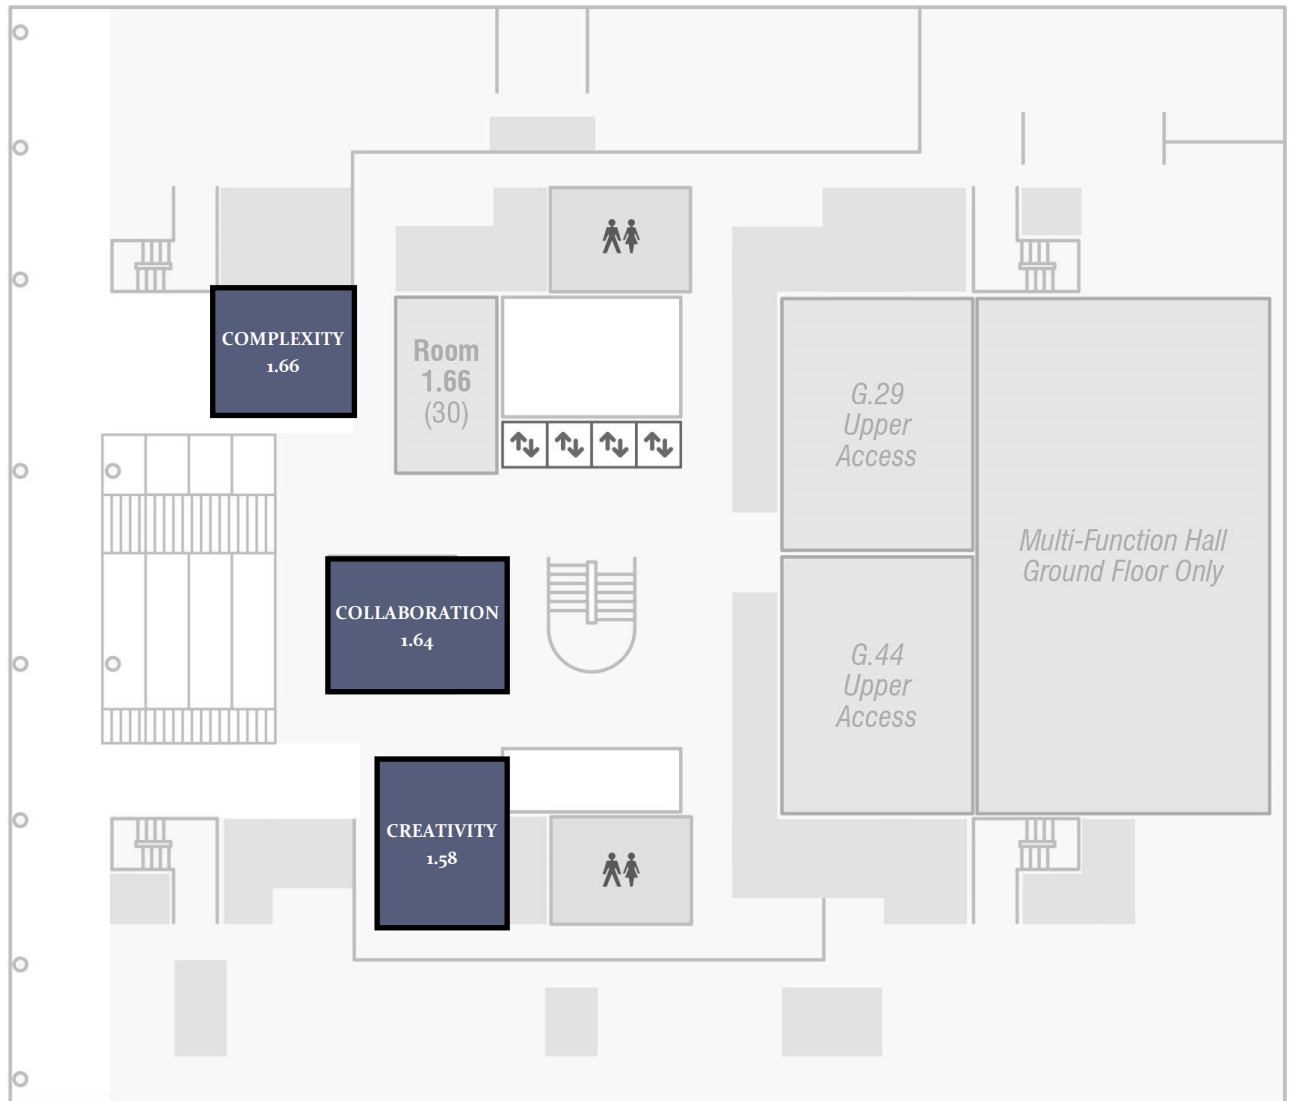 COMPLEXITY
1.66
Room
1.66
(30)
G.29
Upper
Access
Multi-Function Hall
Ground Floor Only
COLLABORATION
1.64
G.44
Upper
Access
CREATIVITY
1.58